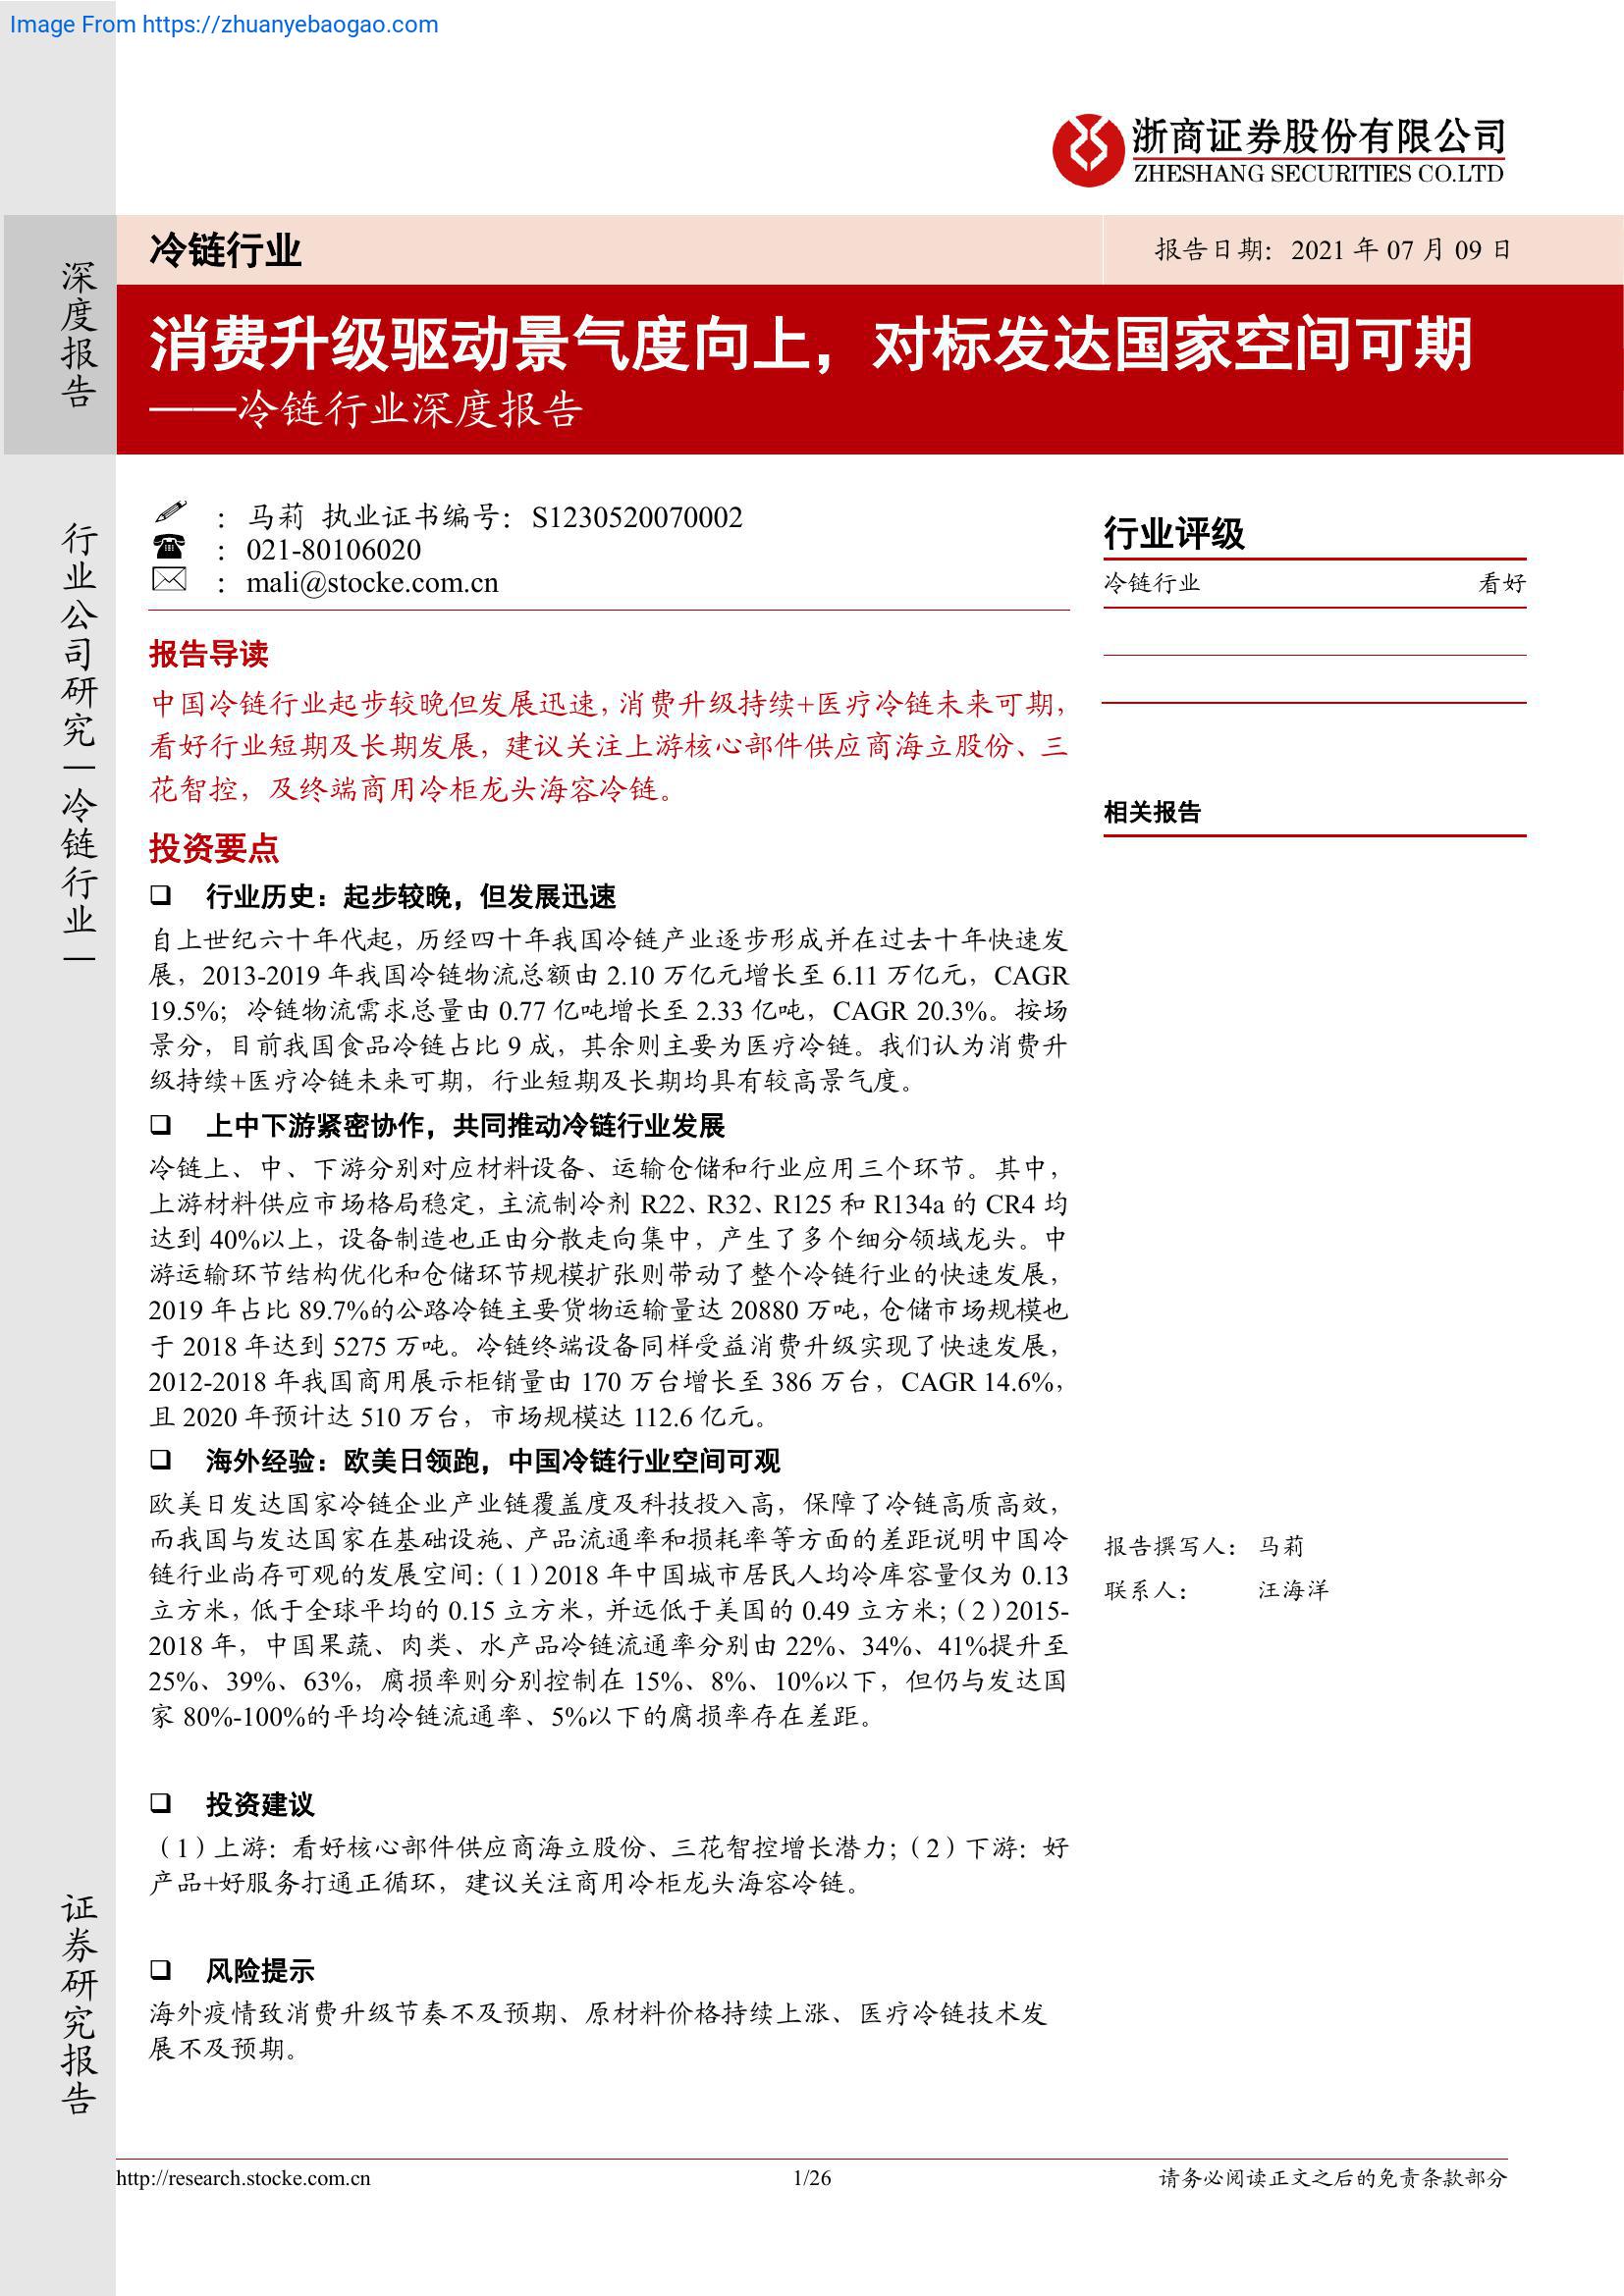 Image From https://zhuanyebaogao.com
浙商证券股份有限公司
ZHESHANG SECURITIES CO.LTD
深度报告
冷链行业
报告日期：2021 年 07 月 09 日
消费升级驱动景气度向上，对标发达国家空间可期
——冷链行业深度报告
行业公司研究—冷链行业—
：马莉 执业证书编号：S1230520070002
：021-80106020
：mali@stocke.com.cn
行业评级
冷链行业 看好
报告导读
中国冷链行业起步较晚但发展迅速，消费升级持续+医疗冷链未来可期，
看好行业短期及长期发展，建议关注上游核心部件供应商海立股份、三
花智控，及终端商用冷柜龙头海容冷链。
相关报告
投资要点
❑ 行业历史：起步较晚，但发展迅速
自上世纪六十年代起，历经四十年我国冷链产业逐步形成并在过去十年快速发
展，2013-2019 年我国冷链物流总额由 2.10 万亿元增长至 6.11 万亿元，CAGR
19.5%；冷链物流需求总量由 0.77 亿吨增长至 2.33 亿吨，CAGR 20.3%。按场
景分，目前我国食品冷链占比 9 成，其余则主要为医疗冷链。我们认为消费升
级持续+医疗冷链未来可期，行业短期及长期均具有较高景气度。
❑ 上中下游紧密协作，共同推动冷链行业发展
冷链上、中、下游分别对应材料设备、运输仓储和行业应用三个环节。其中，
上游材料供应市场格局稳定，主流制冷剂 R22、R32、R125 和 R134a 的 CR4 均
达到 40%以上，设备制造也正由分散走向集中，产生了多个细分领域龙头。中
游运输环节结构优化和仓储环节规模扩张则带动了整个冷链行业的快速发展，
2019 年占比 89.7%的公路冷链主要货物运输量达 20880 万吨，仓储市场规模也
于 2018 年达到 5275 万吨。冷链终端设备同样受益消费升级实现了快速发展，
2012-2018 年我国商用展示柜销量由 170 万台增长至 386 万台，CAGR 14.6%，
且 2020 年预计达 510 万台，市场规模达 112.6 亿元。
❑ 海外经验：欧美日领跑，中国冷链行业空间可观
欧美日发达国家冷链企业产业链覆盖度及科技投入高，保障了冷链高质高效，
而我国与发达国家在基础设施、产品流通率和损耗率等方面的差距说明中国冷
链行业尚存可观的发展空间：（1）2018 年中国城市居民人均冷库容量仅为 0.13
立方米，低于全球平均的 0.15 立方米，并远低于美国的 0.49 立方米；（2）2015-
2018 年，中国果蔬、肉类、水产品冷链流通率分别由 22%、34%、41%提升至
25%、39%、63%，腐损率则分别控制在 15%、8%、10%以下，但仍与发达国
家 80%-100%的平均冷链流通率、5%以下的腐损率存在差距。
报告撰写人： 马莉
联系人： 汪海洋
❑ 投资建议
（1）上游：看好核心部件供应商海立股份、三花智控增长潜力；（2）下游：好
产品+好服务打通正循环，建议关注商用冷柜龙头海容冷链。
❑ 风险提示
海外疫情致消费升级节奏不及预期、原材料价格持续上涨、医疗冷链技术发
展不及预期。
证券研究报告
http://research.stocke.com.cn
1/26
请务必阅读正文之后的免责条款部分